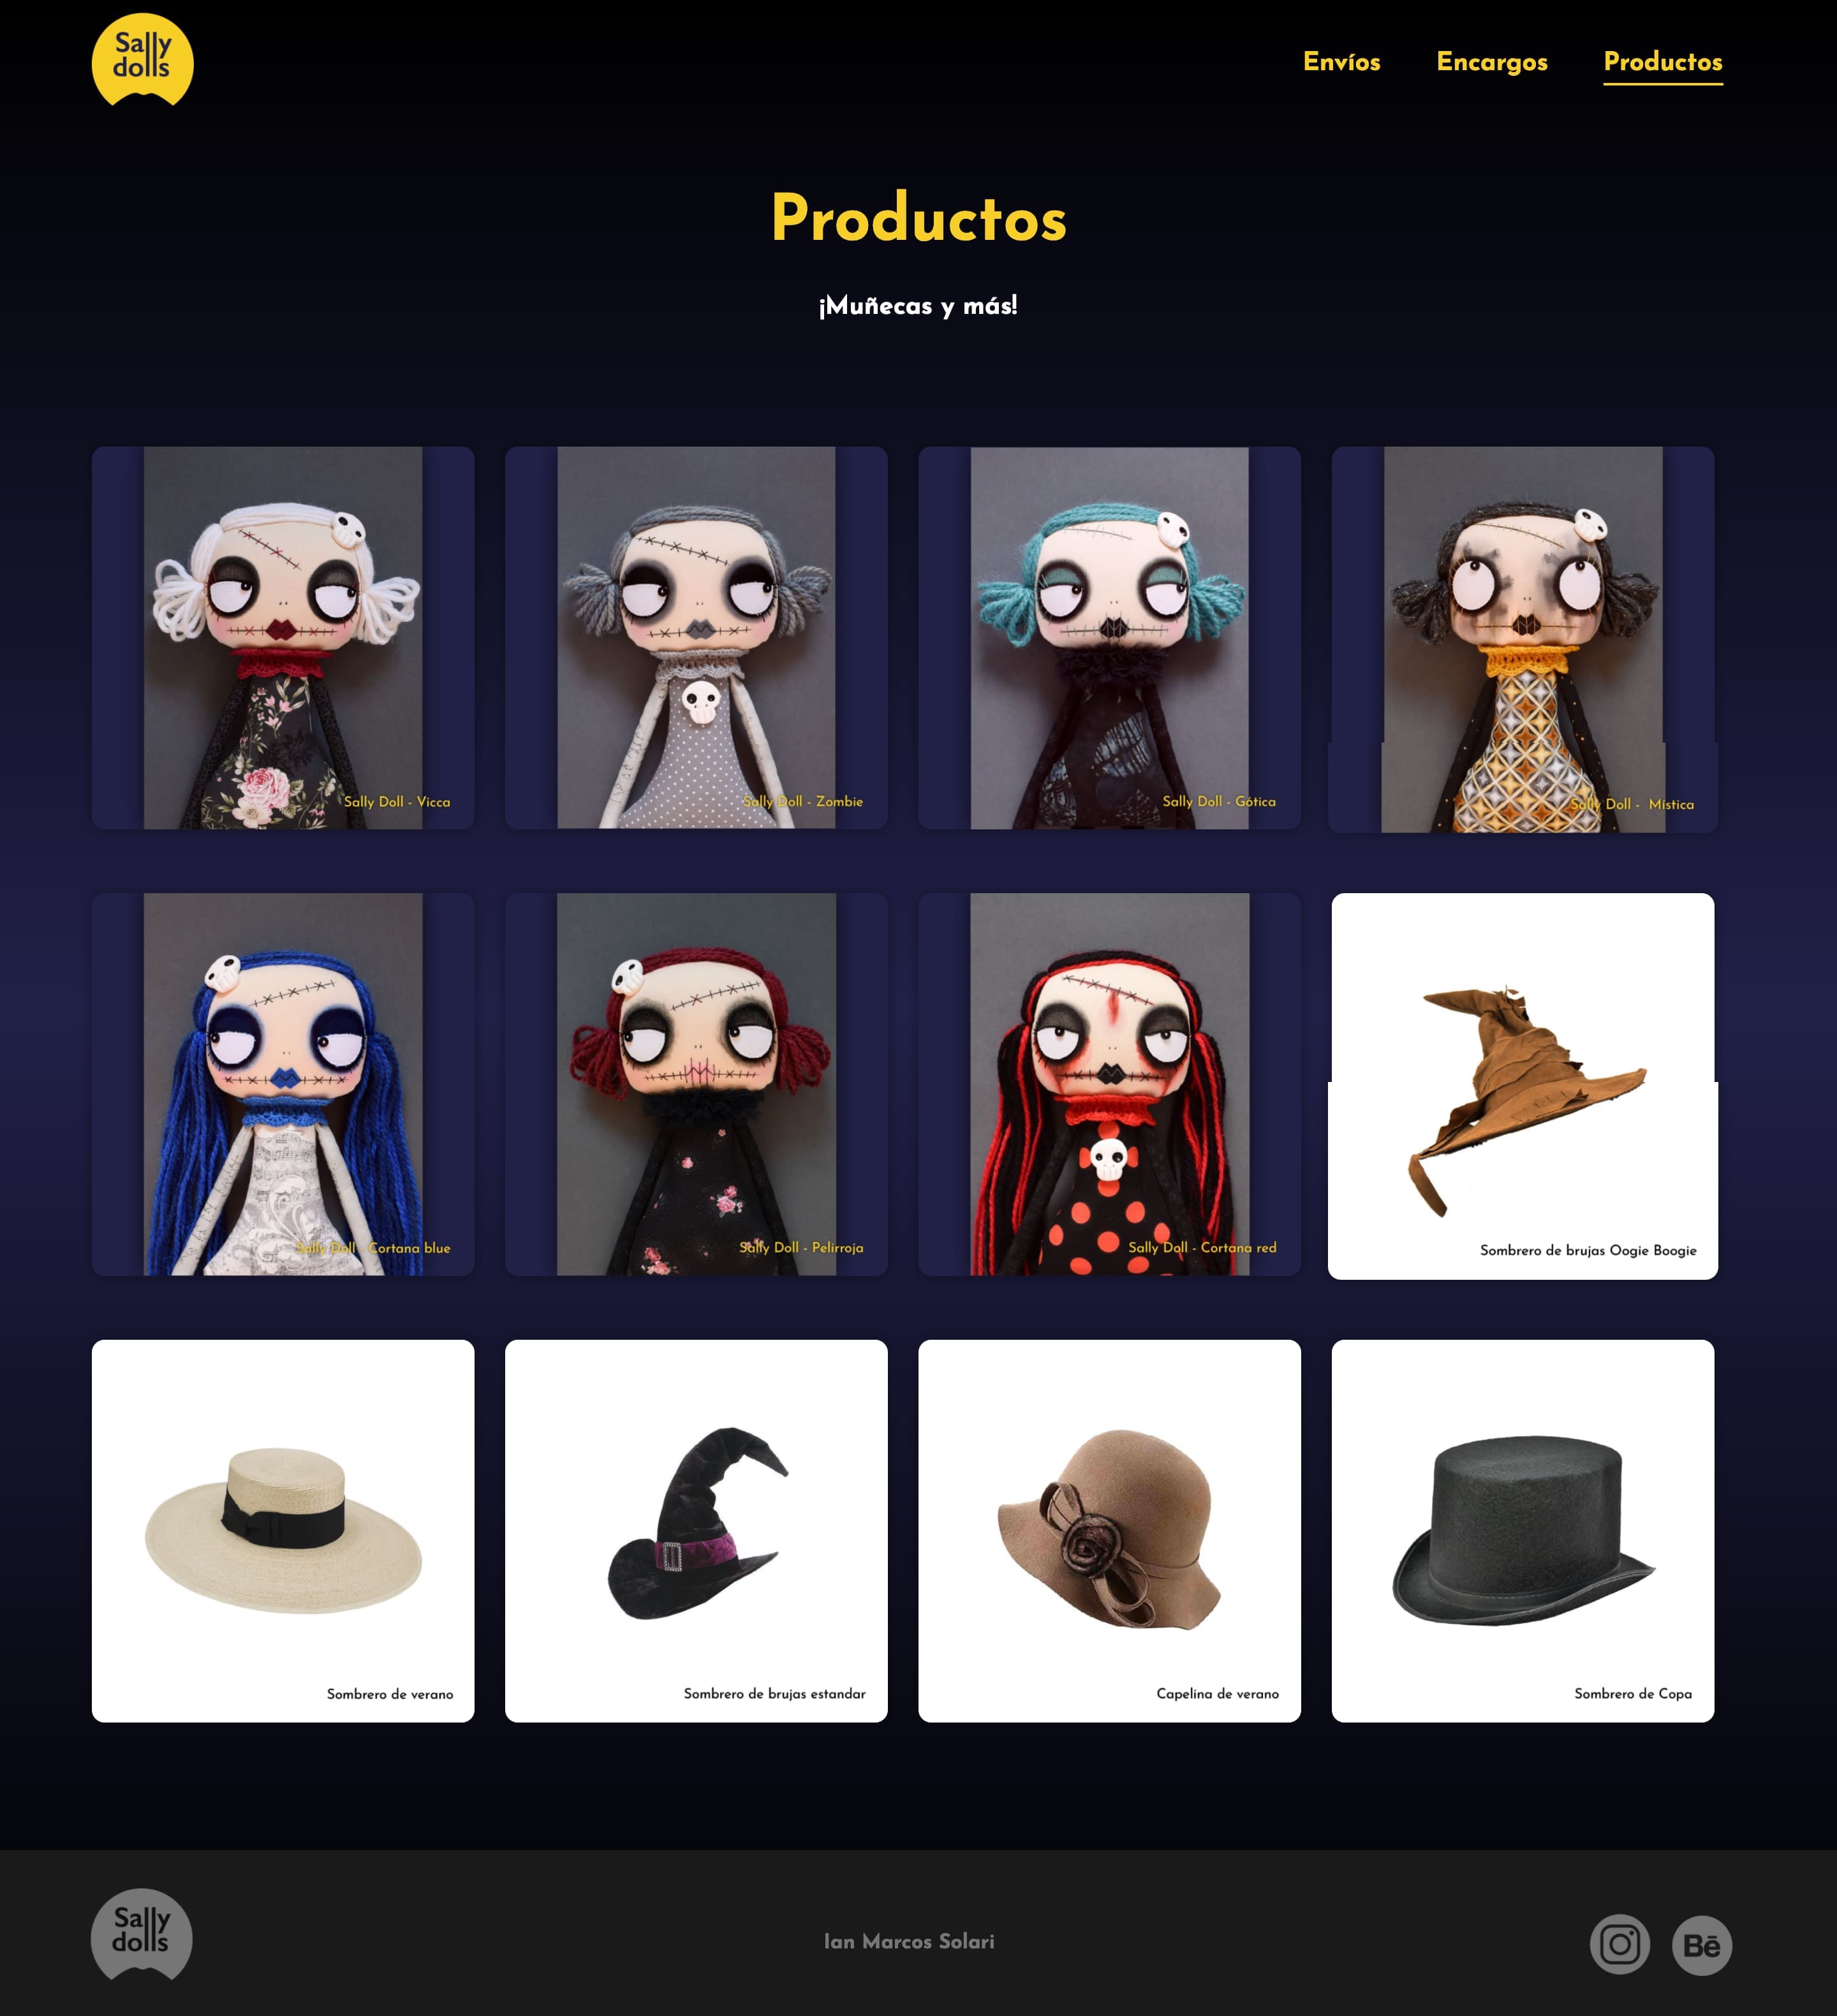 Sally
dolls
Envíos
Encargos
Productos
Productos
¡Muñecas y más!
Sally Doll - Vicca
Sally Doll - Zombie
Sally Doll - Gótica
Sally Doll - Mística
Sally Doll - Cortana blue
Sally Doll - Pelirroja
Sally Doll - Cortana red
Sombrero de brujas Oogie Boogie
Sombrero de verano
Sombrero de brujas estandar
Capelina de verano
Sombrero de Copa
Sally
dolls
Ian Marcos Solari
Bē